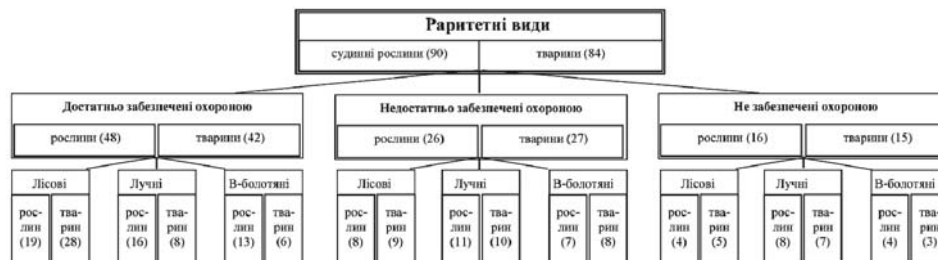 Раритетні види
судинні рослини (90) тварини (84)
Достатньо забезпечені охороною
рослини (48) тварини (42)
Недостатньо забезпечені охороною
рослини (26) тварини (27)
Не забезпечені охороною
рослини (16) тварини (15)
Лісові Лучні В-болотяні
рос- тва- рос- тва- рос- тва-
лин рин лин рин лин рин
(19) (28) (16) (8) (13) (6)
Лісові Лучні В-болотяні
рос- тва- рос- тва- рос- тва-
лин рин лин рин лин рин
(8) (9) (11) (10) (7) (8)
Лісові Лучні В-болотяні
рос- тва- рос- тва- рос- тва-
лин рин лин рин лин рин
(4) (5) (8) (7) (4) (3)